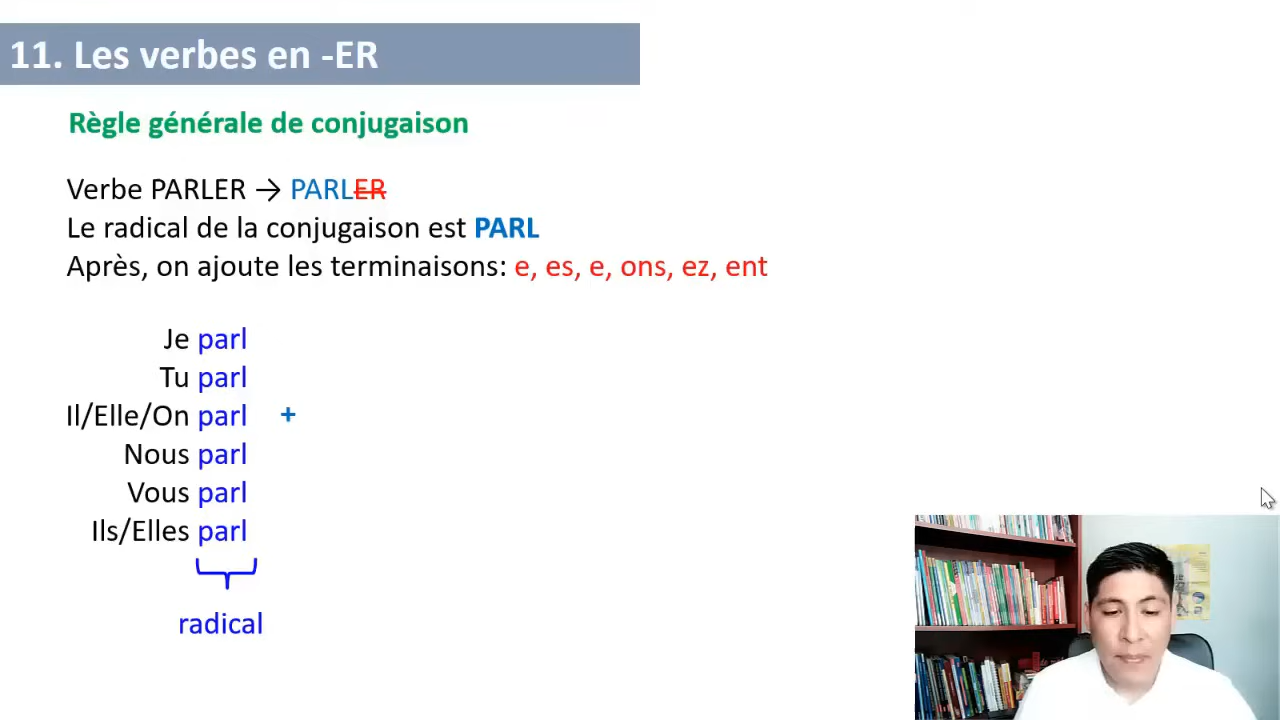 11. Les verbes en -ER
Règle générale de conjugaison
Verbe PARLER → PARLER
Le radical de la conjugaison est PARL
Après, on ajoute les terminaisons: e, es, e, ons, ez, ent
Je parl
Tu parl
Il/Elle/On parl +
Nous parl
Vous parl
Ils/Elles parl
radical